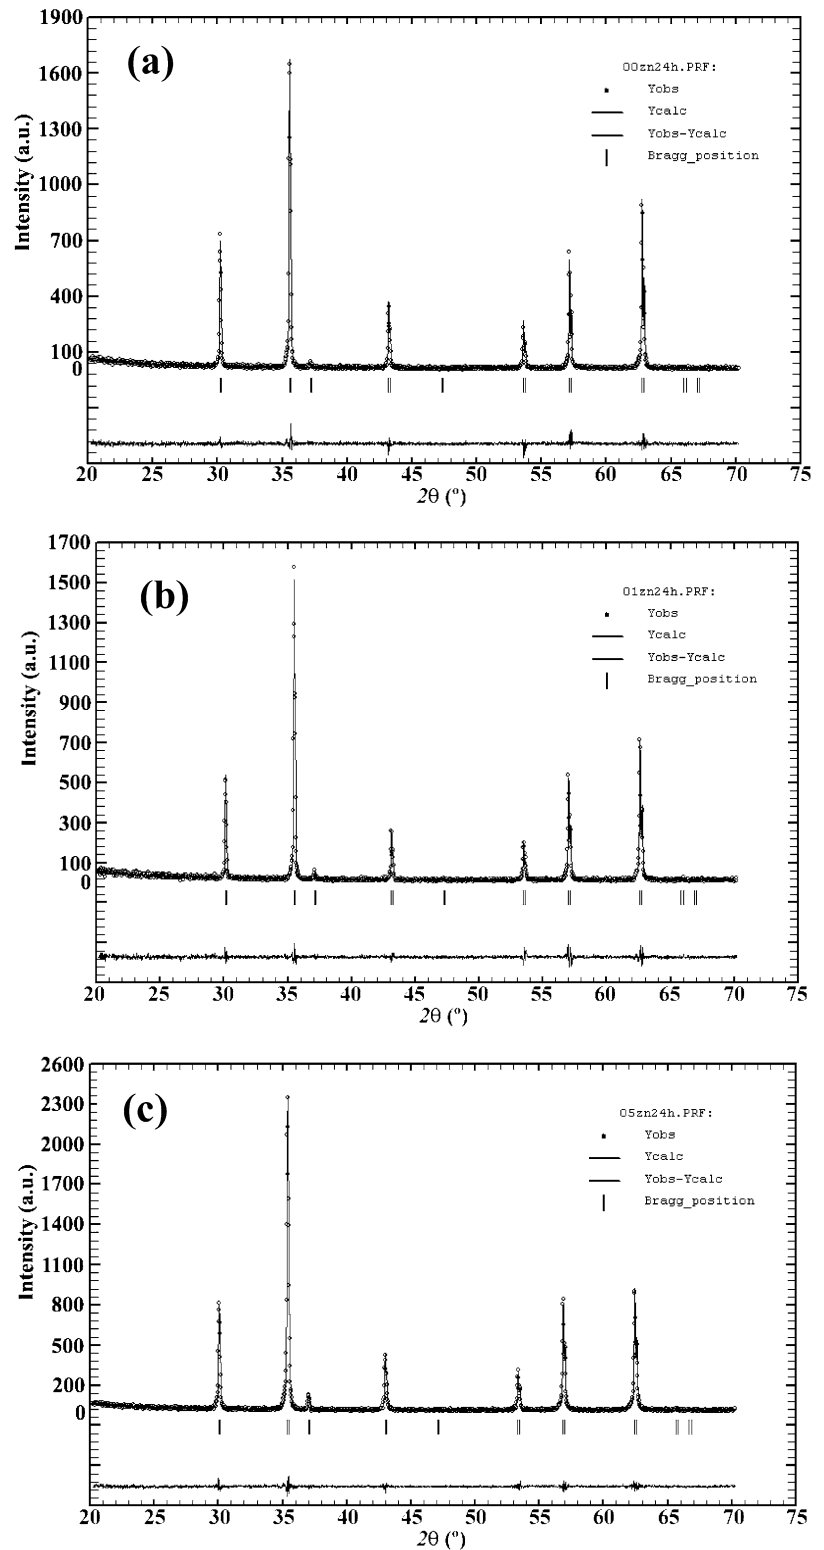 1900
(a)
00zn24h.PRF:
1600
Yobs
Ycalc
1300
Yobs-Ycalc
Bragg_position
1000
700
400
100
0
Intensity (a.u.)
20 25 30 35 40 45 50 55 60 65 70 75
2θ (º)
1700
(b)
01zn24h.PRF:
1500
Yobs
Ycalc
1300
Yobs-Ycalc
Bragg_position
1100
900
700
500
300
100
0
Intensity (a.u.)
20 25 30 35 40 45 50 55 60 65 70 75
2θ (º)
2600
(c)
05zn24h.PRF:
2300
Yobs
Ycalc
2000
Yobs-Ycalc
Bragg_position
1700
1400
1100
800
500
200
0
Intensity (a.u.)
20 25 30 35 40 45 50 55 60 65 70 75
2θ (º)